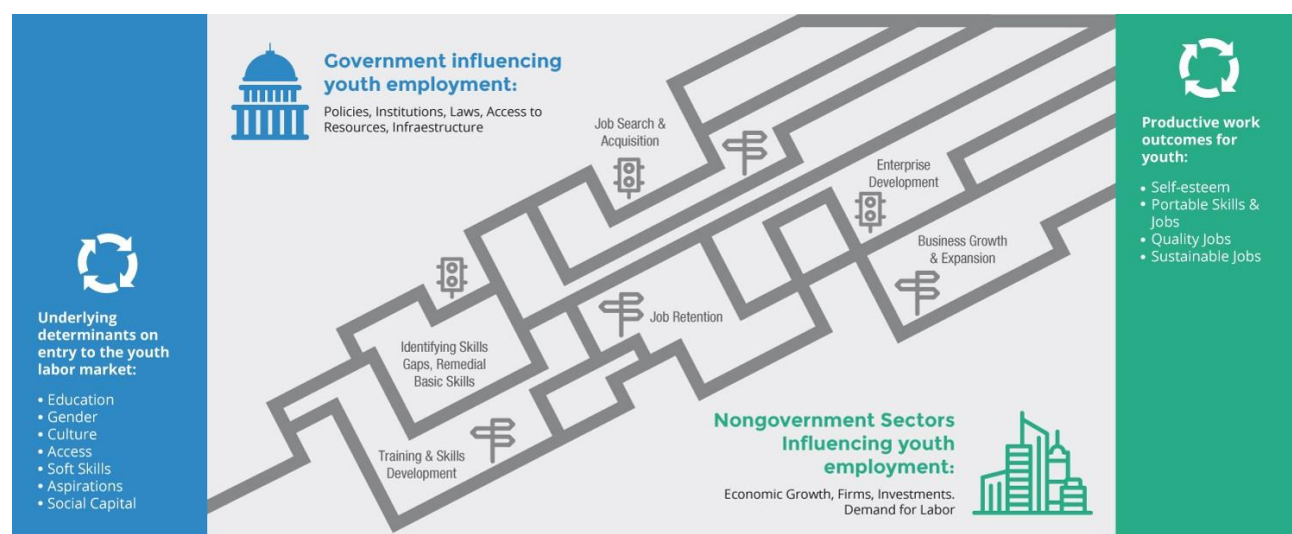 Government influencing
youth employment:
Policies, Institutions, Laws, Access to
Resources, Infraestructure
Job Search &
Acquisition
Enterprise
Development
Business Growth
& Expansion
Job Retention
Identifying Skills
Gaps, Remedial
Basic Skills
Training & Skills
Development
Underlying
determinants on
entry to the youth
labor market:
• Education
• Gender
• Culture
• Access
• Soft Skills
• Aspirations
• Social Capital
Nongovernment Sectors
Influencing youth
employment:
Economic Growth, Firms, Investments.
Demand for Labor
Productive work
outcomes for
youth:
• Self-esteem
• Portable Skills &
Jobs
• Quality Jobs
• Sustainable Jobs